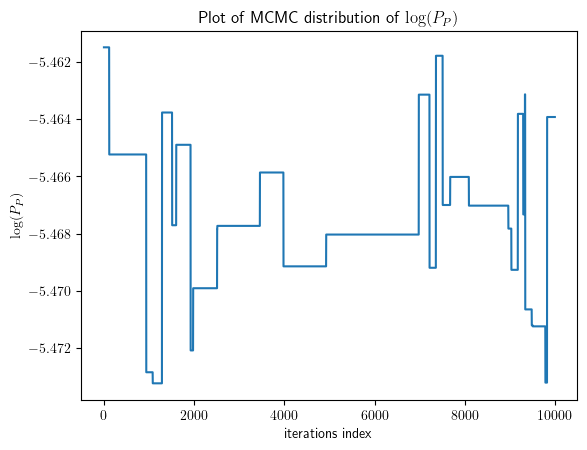 Plot of MCMC distribution of log(P_P)
−5.462
−5.464
−5.466
−5.468
−5.470
−5.472
log(P_P)
0 2000 4000 6000 8000 10000
iterations index